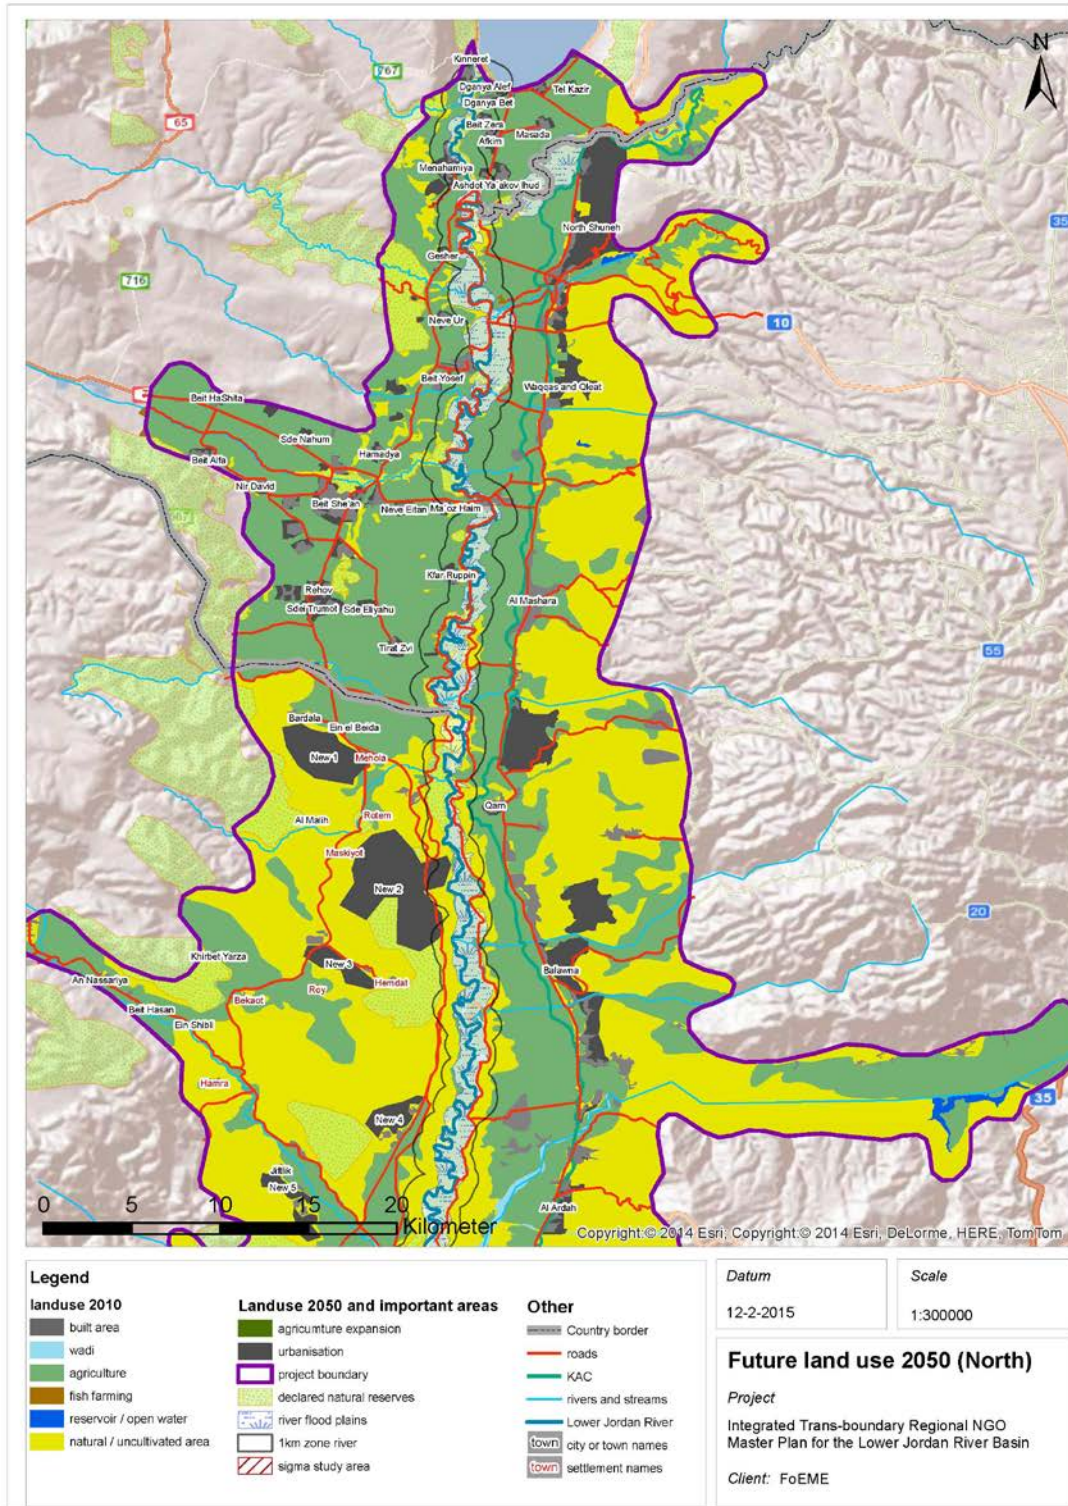 N
Kinneret
767
Dganya Alef
Tel Kazir
Dganya Bet
65
Beit Zera
Masada
Afkim
Menahamiya
Ashdot Ya'akov Ihud
35
North Shuneh
Gesher
716
10
Neve Ur
Beit Yosef
Waqqas and Qleat
Beit HaShita
Sde Nahum
Hamadya
Beit Alfa
Nir David
Beit She'an
Neve Eitan
Ma'oz Haim
Kfar Ruppin
Rehov
Al Mashara
Sdei Trumot
Sde Eliyahu
Tirat Zvi
55
Bardala
Ein el Beida
New 1
Mehola
Qarn
Al Malih
Rotem
Maskiyot
New 2
20
Khirbet Yarza
New 3
Balawna
An Nassariya
Roy
Hemdat
Bekaot
Beit Hasan
Ein Shibli
Hamra
35
New 4
Jiftlik
New 5
Al Ardah
0 5 10 15 20
Kilometer
Copyright:© 2014 Esri, Copyright:© 2014 Esri, DeLorme, HERE, TomTom
Legend
landuse 2010
built area
wadi
agriculture
fish farming
reservoir / open water
natural / uncultivated area
Landuse 2050 and important areas
agricumture expansion
urbanisation
project boundary
declared natural reserves
river flood plains
1km zone river
sigma study area
Other
Country border
roads
KAC
rivers and streams
Lower Jordan River
town city or town names
town settlement names
Datum
12-2-2015
Scale
1:300000
Future land use 2050 (North)
Project
Integrated Trans-boundary Regional NGO
Master Plan for the Lower Jordan River Basin
Client: FoEME